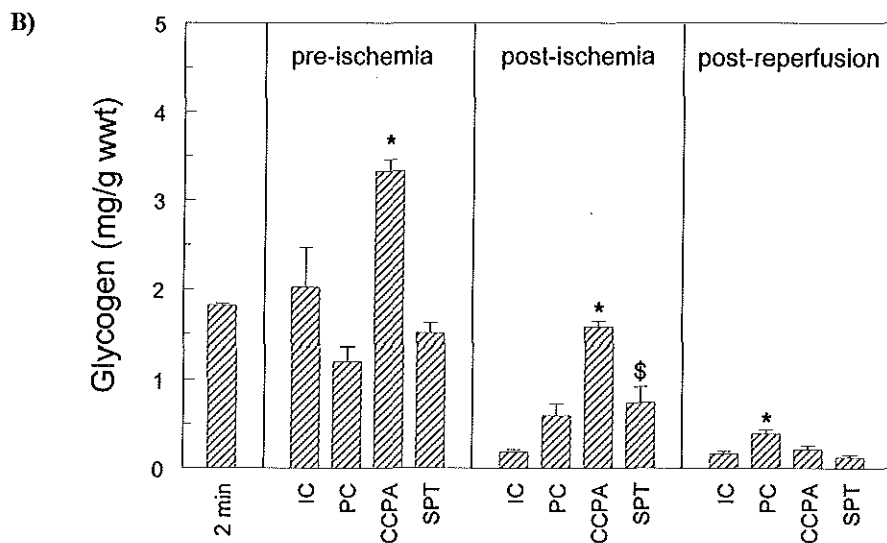 B)
Glycogen (mg/g wwt)
5
4
3
2
1
0
pre-ischemia
post-ischemia
post-reperfusion
*
*
$
*
2 min
IC
PC
CCPA
SPT
IC
PC
CCPA
SPT
IC
PC
CCPA
SPT